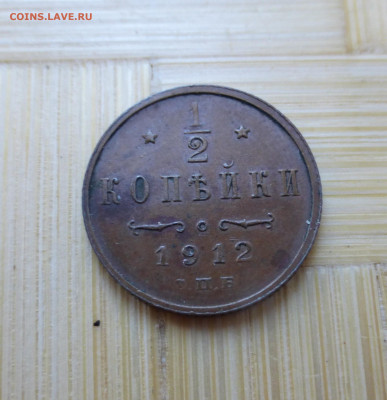 COINS.LAVE.RU
1/2
КОПѢЙКИ
1912
С.П.Б.